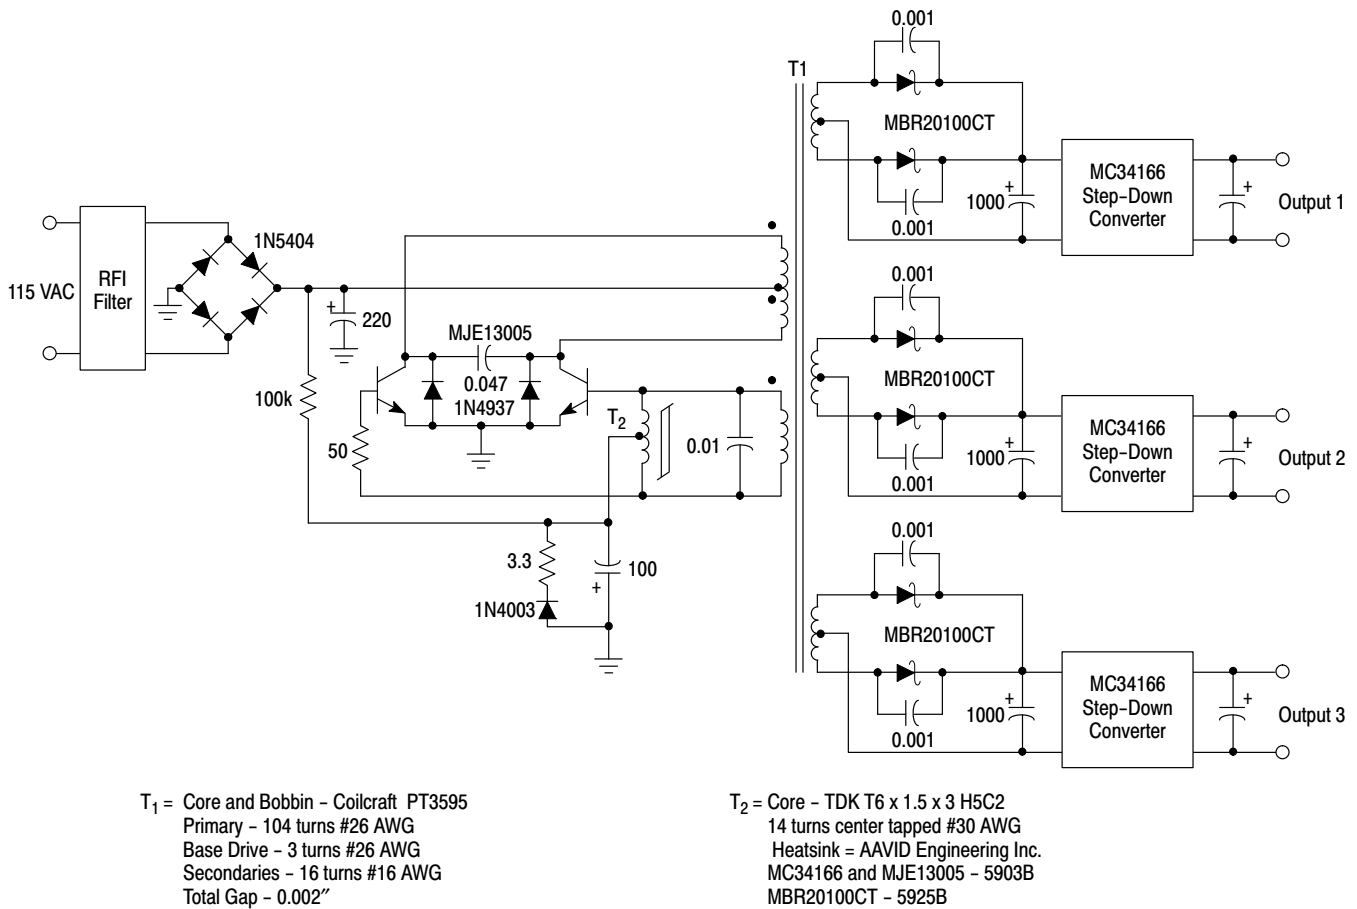 0.001
T1
MBR20100CT
MC34166
Step-Down
Converter
1000
+
+
Output 1
0.001
1N5404
RFI
Filter
115 VAC
+
220
0.001
MJE13005
0.047
1N4937
100k
50
T2
0.01
MBR20100CT
MC34166
Step-Down
Converter
1000
+
+
Output 2
0.001
0.001
3.3
100
+
1N4003
MBR20100CT
MC34166
Step-Down
Converter
1000
+
+
Output 3
0.001
T1 = Core and Bobbin - Coilcraft PT3595
Primary - 104 turns #26 AWG
Base Drive - 3 turns #26 AWG
Secondaries - 16 turns #16 AWG
Total Gap - 0.002″
T2 = Core - TDK T6 x 1.5 x 3 H5C2
14 turns center tapped #30 AWG
Heatsink = AAVID Engineering Inc.
MC34166 and MJE13005 - 5903B
MBR20100CT - 5925B